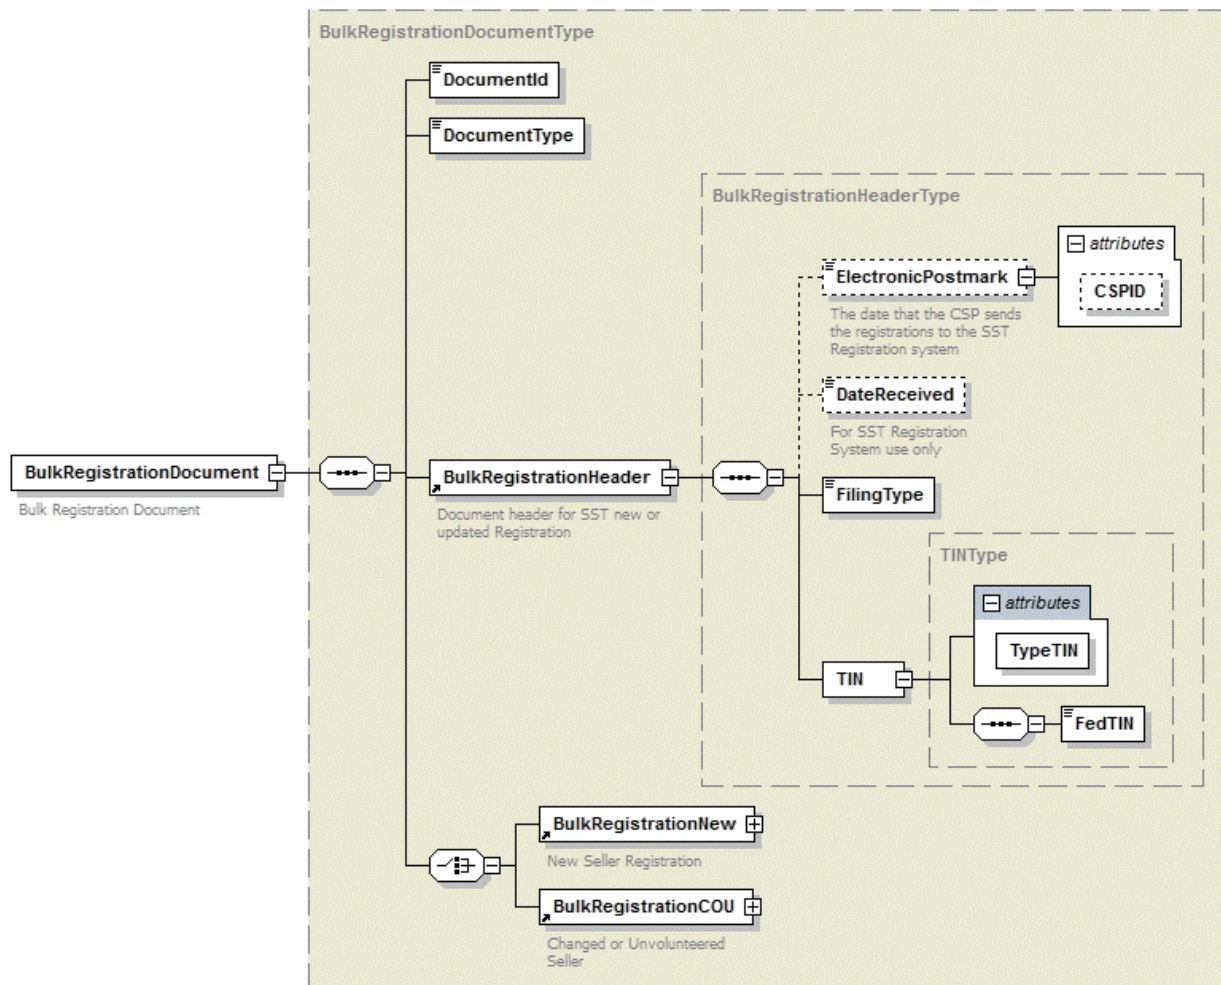 BulkRegistrationDocumentType
DocumentId
DocumentType
BulkRegistrationHeaderType
attributes
ElectronicPostmark
CSPID
The date that the CSP sends
the registrations to the SST
Registration system
DateReceived
For SST Registration
System use only
BulkRegistrationDocument
Bulk Registration Document
BulkRegistrationHeader
Document header for SST new or
updated Registration
FilingType
TINType
attributes
TypeTIN
TIN
FedTIN
BulkRegistrationNew
New Seller Registration
BulkRegistrationCOU
Changed or Unvolunteered
Seller